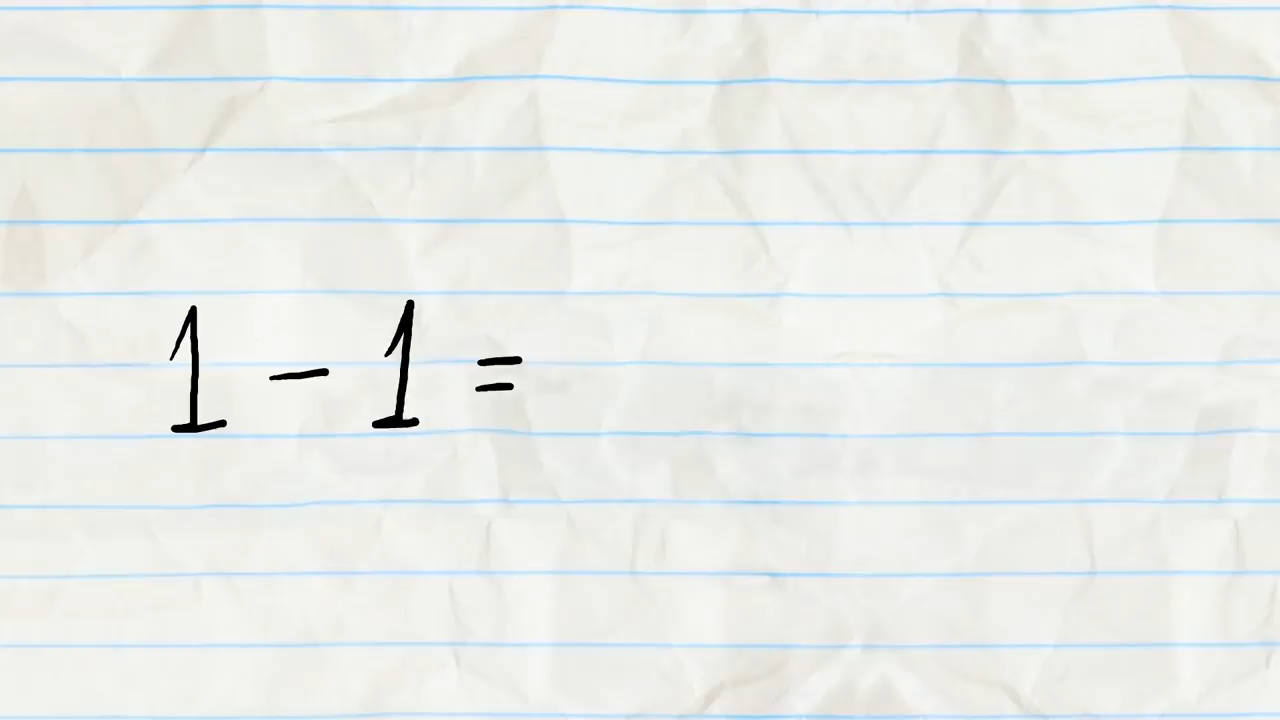 1 - 1 =